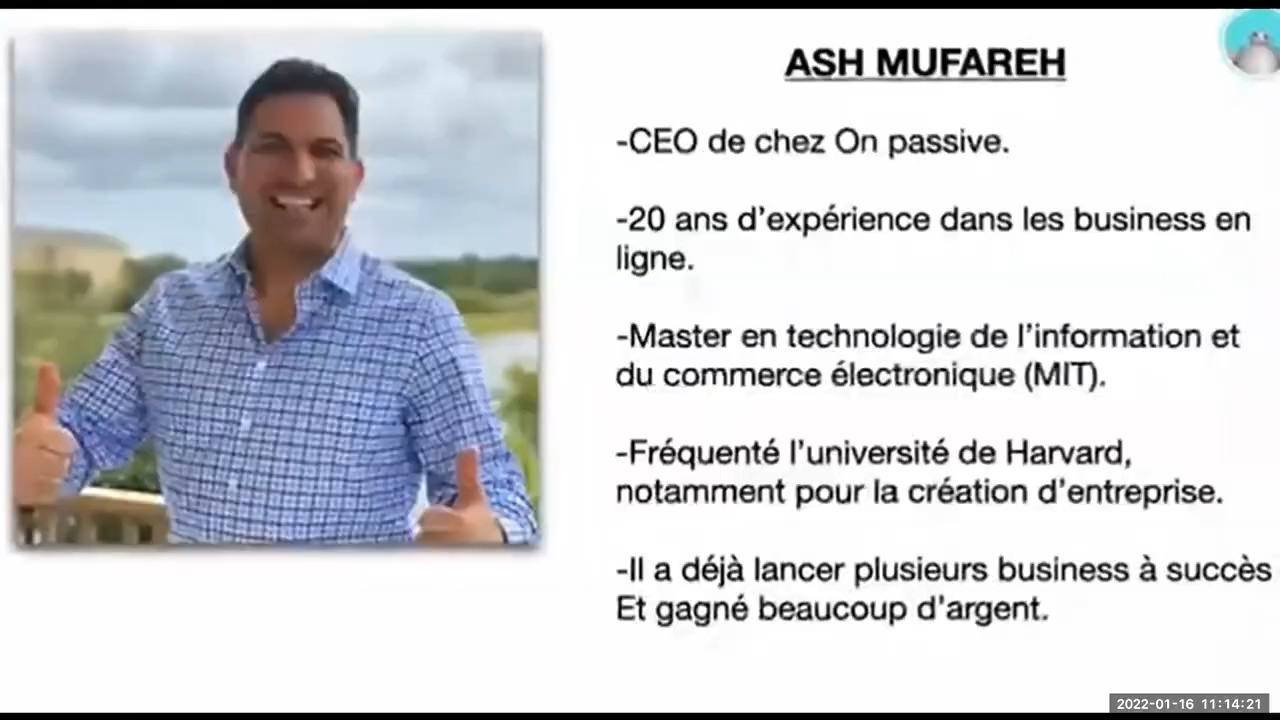 ASH MUFAREH
-CEO de chez On passive.
-20 ans d'expérience dans les business en
ligne.
-Master en technologie de l'information et
du commerce électronique (MIT).
-Fréquenté l'université de Harvard,
notamment pour la création d'entreprise.
-Il a déjà lancer plusieurs business à succès
Et gagné beaucoup d'argent.
2022-01-16 11:14:21